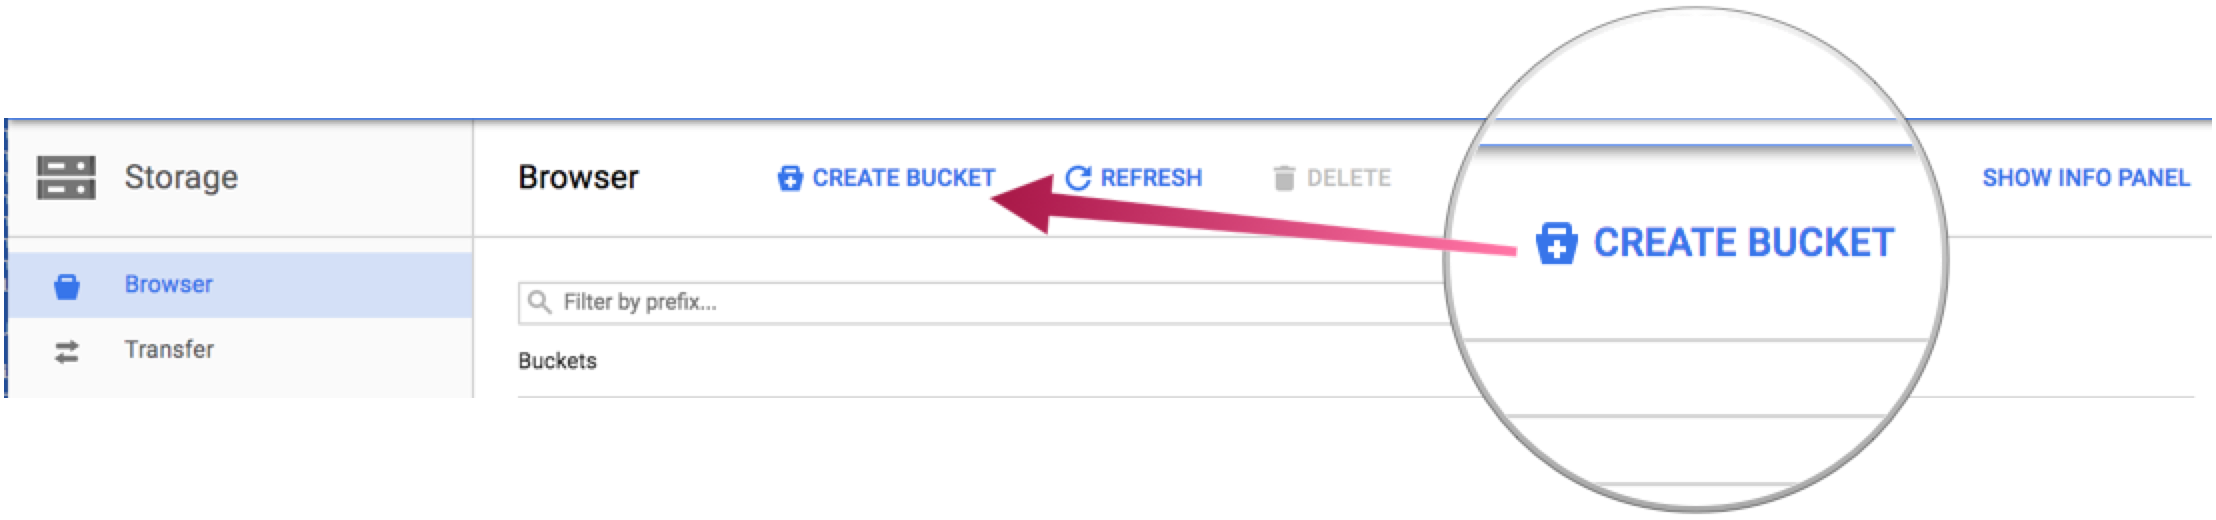 Storage
Browser
CREATE BUCKET
REFRESH
DELETE
SHOW INFO PANEL
CREATE BUCKET
Browser
Filter by prefix...
Transfer
Buckets